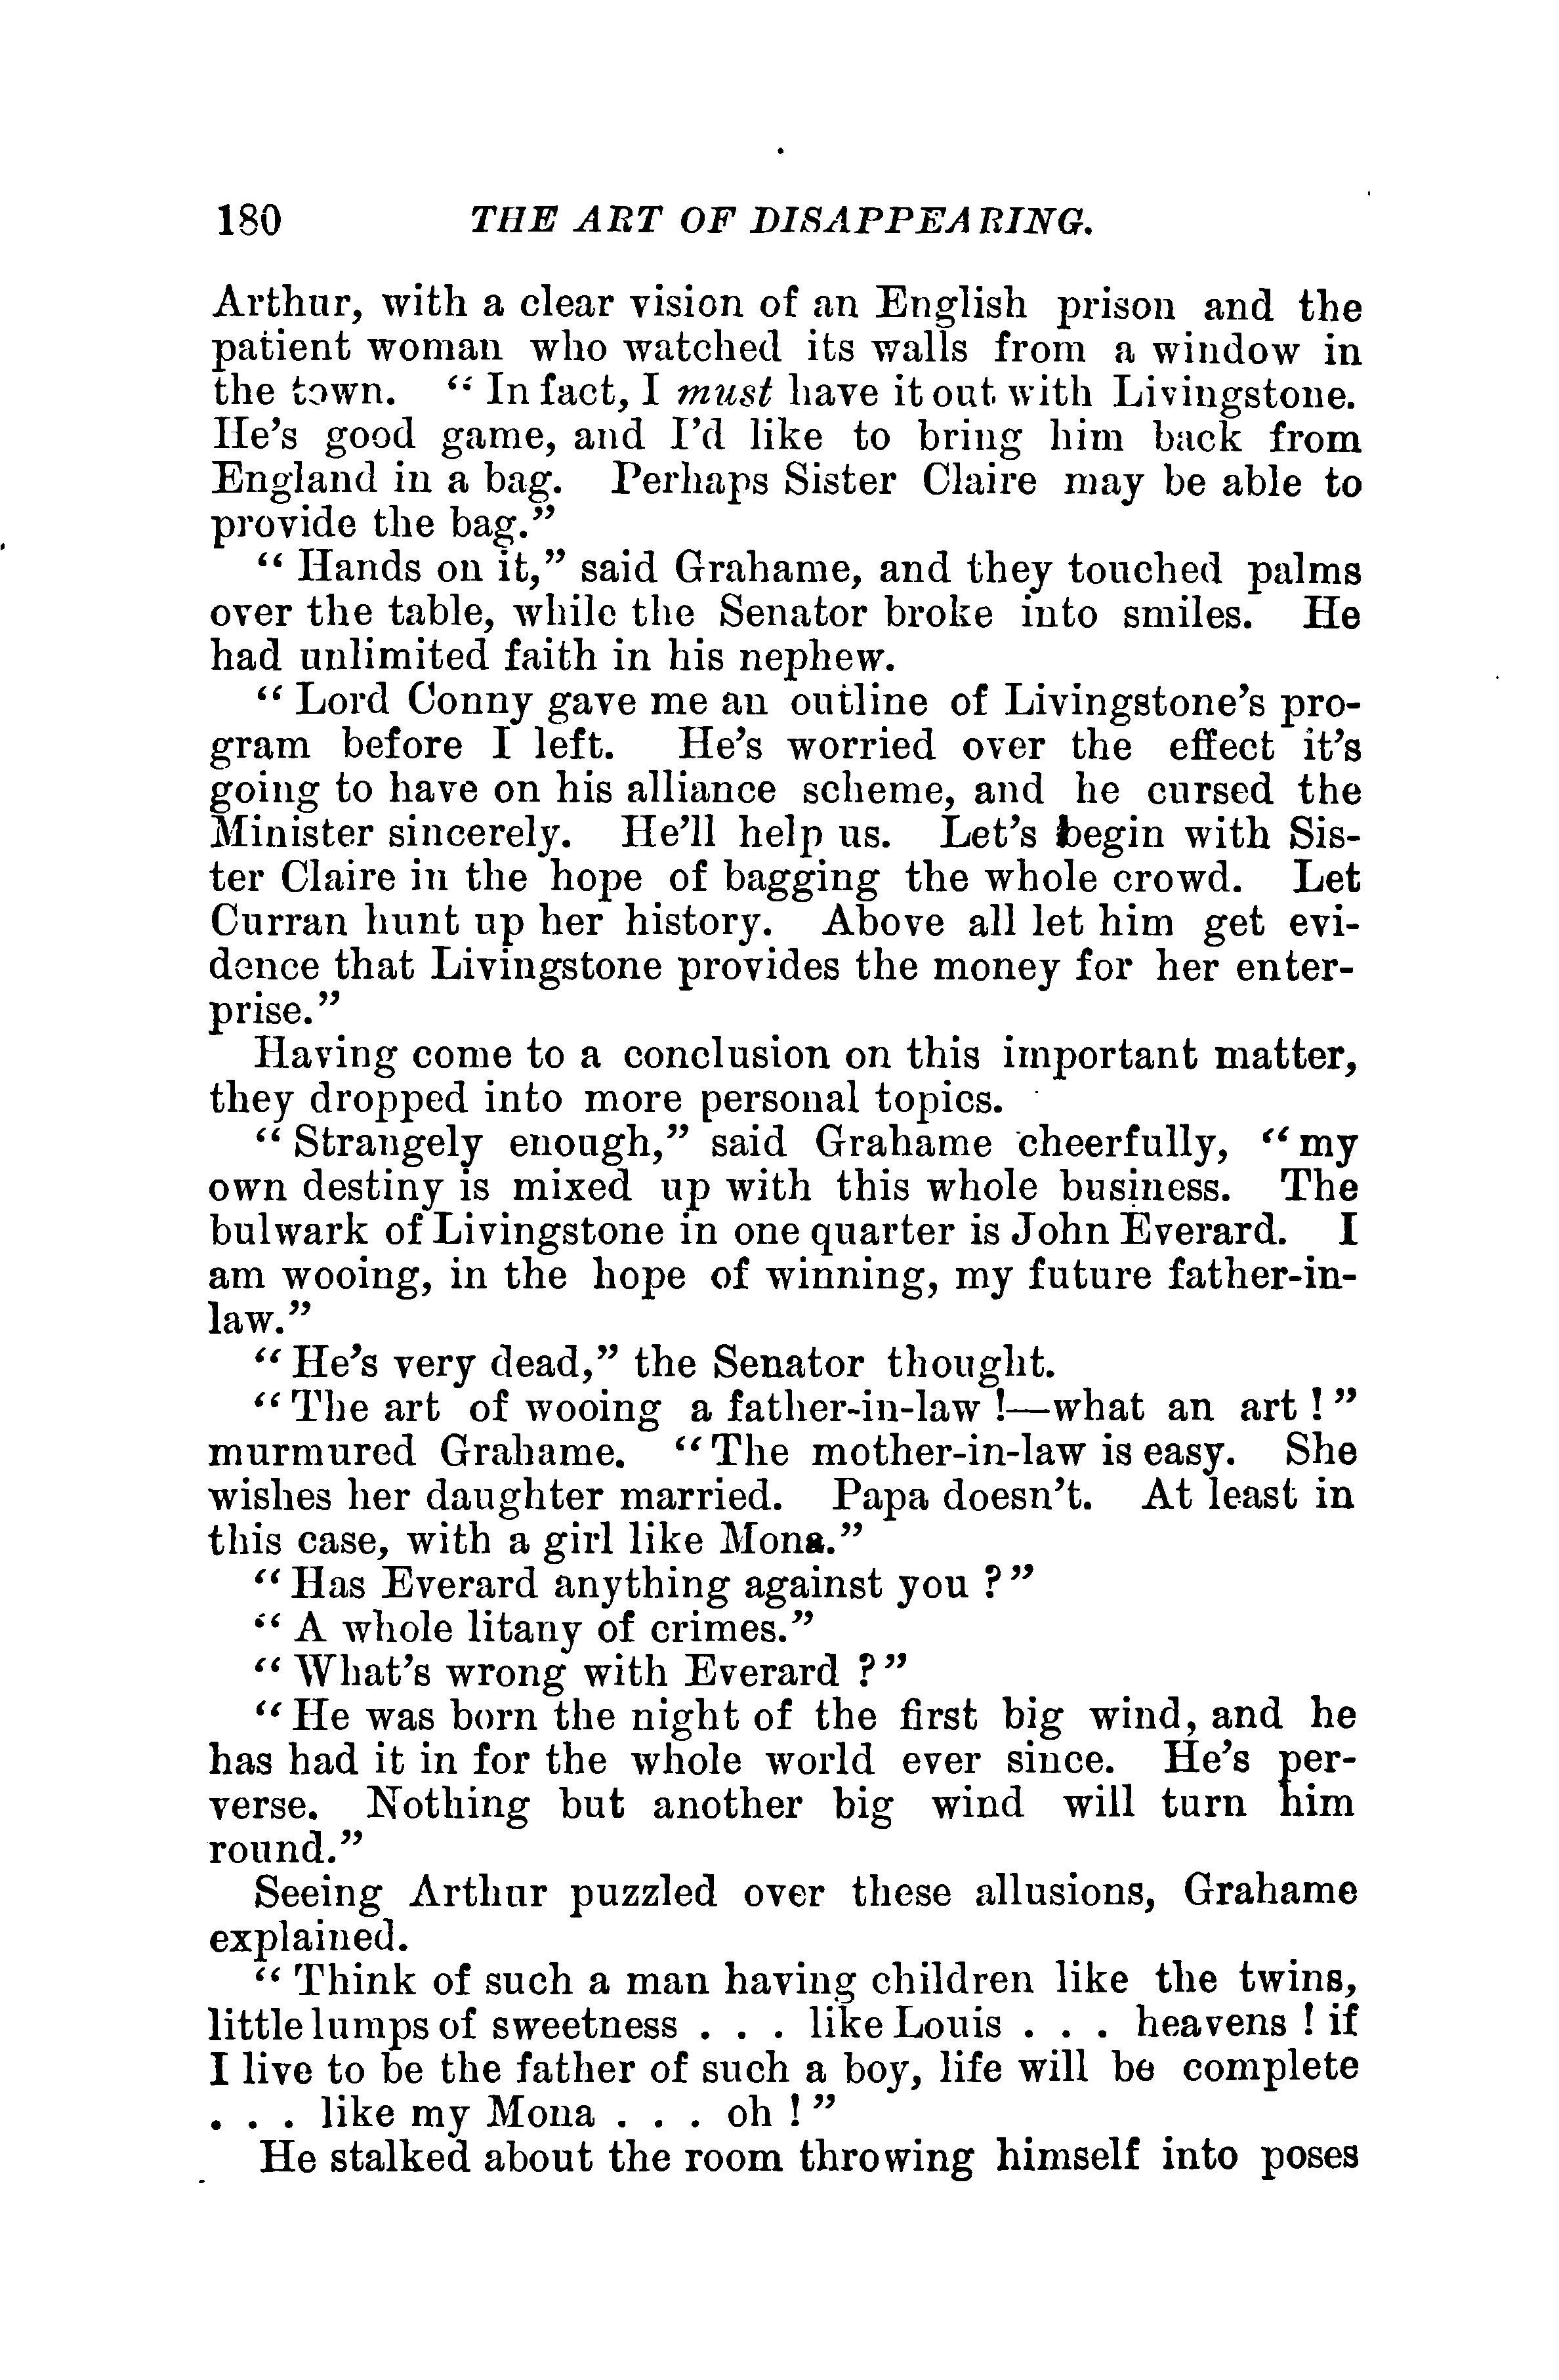 180 THE ART OF DISAPPEARING.
Arthur, with a clear vision of an English prison and the
patient woman who watched its walls from a window in
the town. “ In fact, I must have it out with Livingstone.
He’s good game, and I’d like to bring him back from
England in a bag. Perhaps Sister Claire may be able to
provide the bag.”
“ Hands on it,” said Grahame, and they touched palms
over the table, while the Senator broke into smiles. He
had unlimited faith in his nephew.
“ Lord Conny gave me an outline of Livingstone’s pro-
gram before I left. He’s worried over the effect it’s
going to have on his alliance scheme, and he cursed the
Minister sincerely. He’ll help us. Let’s begin with Sis-
ter Claire in the hope of bagging the whole crowd. Let
Curran hunt up her history. Above all let him get evi-
dence that Livingstone provides the money for her enter-
prise.”
Having come to a conclusion on this important matter,
they dropped into more personal topics.
“ Strangely enough,” said Grahame cheerfully, “ my
own destiny is mixed up with this whole business. The
bulwark of Livingstone in one quarter is John Everard. I
am wooing, in the hope of winning, my future father-in-
law.”
“ He’s very dead,” the Senator thought.
“ The art of wooing a father-in-law !—what an art ! ”
murmured Grahame. “ The mother-in-law is easy. She
wishes her daughter married. Papa doesn’t. At least in
this case, with a girl like Mona.”
“ Has Everard anything against you ? ”
“ A whole litany of crimes.”
“ What’s wrong with Everard ? ”
“ He was born the night of the first big wind, and he
has had it in for the whole world ever since. He’s per-
verse. Nothing but another big wind will turn him
round.”
Seeing Arthur puzzled over these allusions, Grahame
explained.
“ Think of such a man having children like the twins,
little lumps of sweetness . . . like Louis . . . heavens ! if
I live to be the father of such a boy, life will be complete
. . . like my Mona . . . oh ! ”
He stalked about the room throwing himself into poses